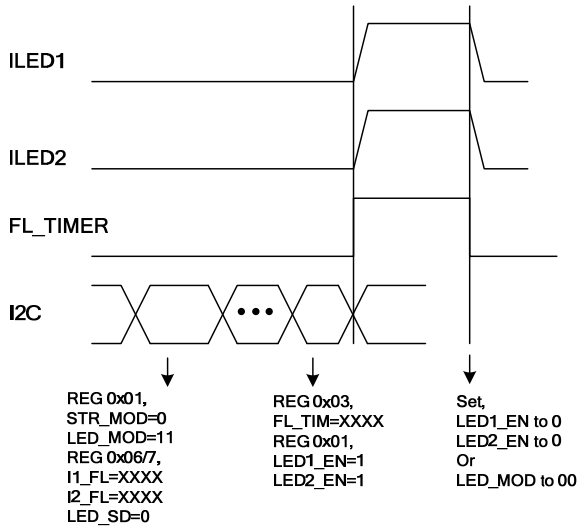 ILED1
ILED2
FL_TIMER
I2C
REG 0x01,
STR_MOD=0
LED_MOD=11
REG 0x06/7,
I1_FL=XXXX
I2_FL=XXXX
LED_SD=0
REG 0x03,
FL_TIM=XXXX
REG 0x01,
LED1_EN=1
LED2_EN=1
Set,
LED1_EN to 0
LED2_EN to 0
Or
LED_MOD to 00